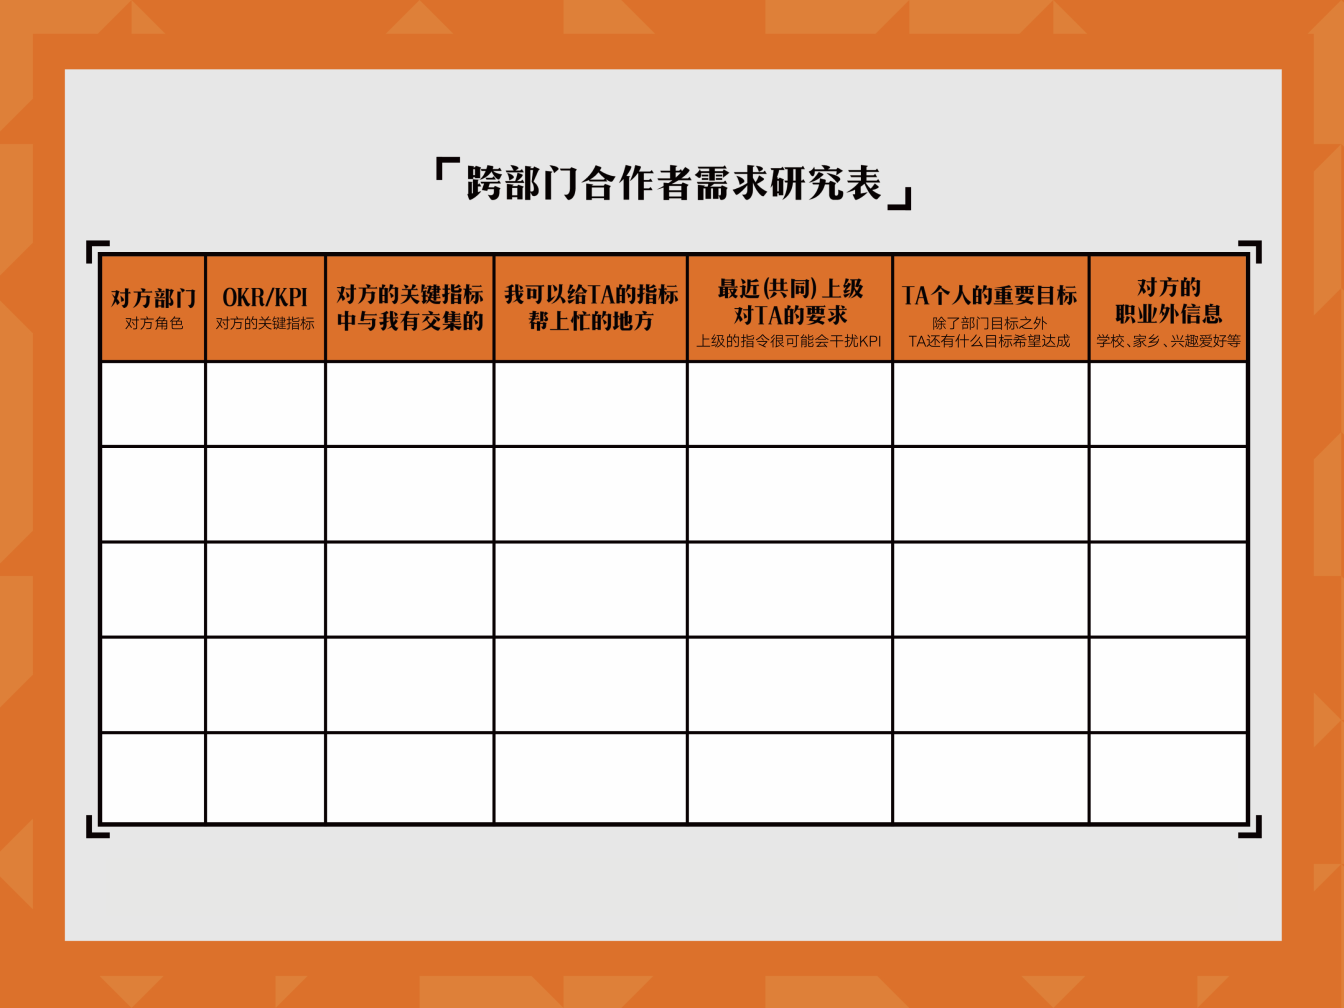 「跨部门合作者需求研究表」
对方部门
对方角色
OKR/KPI
对方的关键指标
对方的关键指标
中与我有交集的
我可以给TA的指标
帮上忙的地方
最近(共同)上级
对TA的要求
上级的指令很可能会干扰KPI
TA个人的重要目标
除了部门目标之外
TA还有什么目标希望达成
对方的
职业外信息
学校、家乡、兴趣爱好等